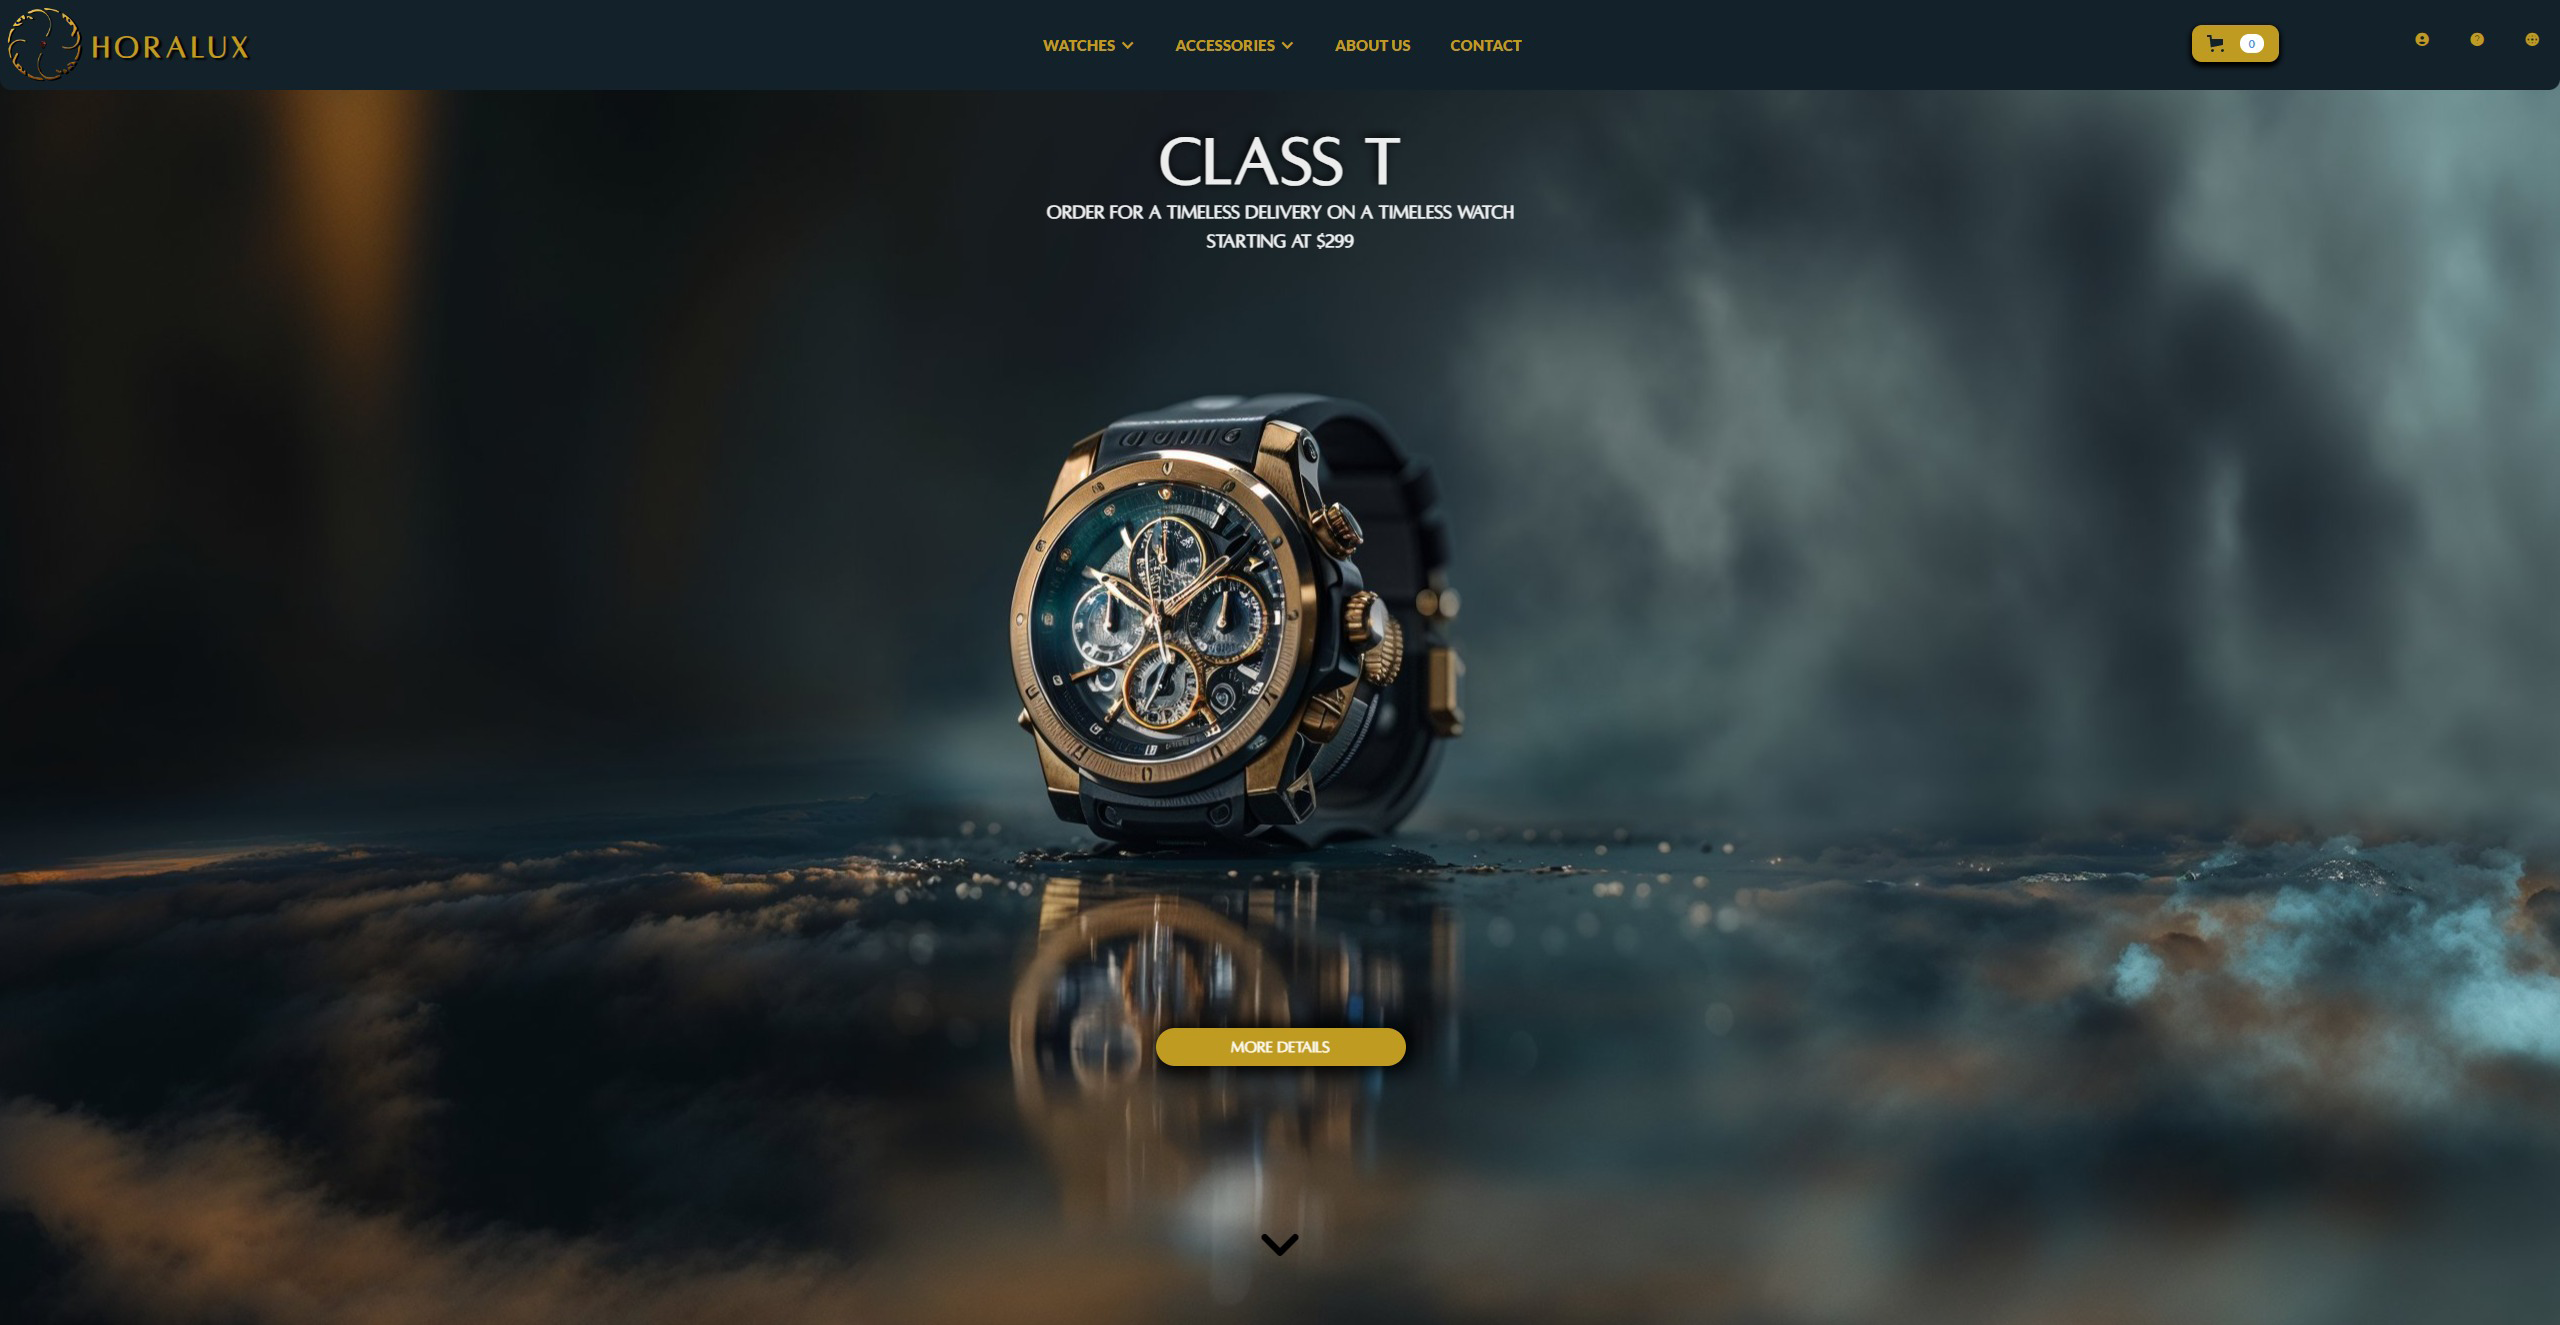 HORALUX
WATCHES
ACCESSORIES
ABOUT US
CONTACT
0
CLASS T
ORDER FOR A TIMELESS DELIVERY ON A TIMELESS WATCH
STARTING AT $299
MORE DETAILS